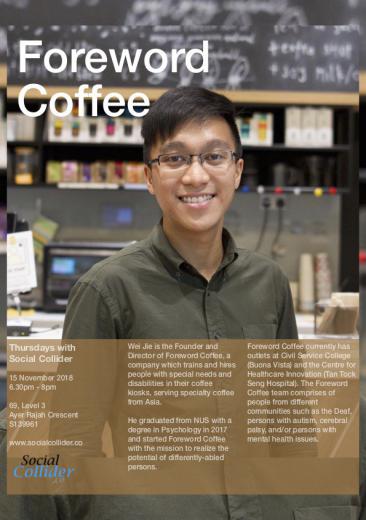 + extra shot
+ soy milk/
Foreword
Coffee
Thursdays with
Social Collider
15 November 2018
6.30pm - 8pm
69, Level 3
Ayer Rajah Crescent
S139961
www.socialcollider.co
Social
Collider
Wei Jie is the Founder and
Director of Foreword Coffee, a
company which trains and hires
people with special needs and
disabilities in their coffee
kiosks, serving specialty coffee
from Asia.
He graduated from NUS with a
degree in Psychology in 2017
and started Foreword Coffee
with the mission to realize the
potential of differently-abled
persons.
Foreword Coffee currently has
outlets at Civil Service College
(Buona Vista) and the Centre for
Healthcare Innovation (Tan Tock
Seng Hospital). The Foreword
Coffee team comprises of
people from different
communities such as the Deaf,
persons with autism, cerebral
palsy, and/or persons with
mental health issues.